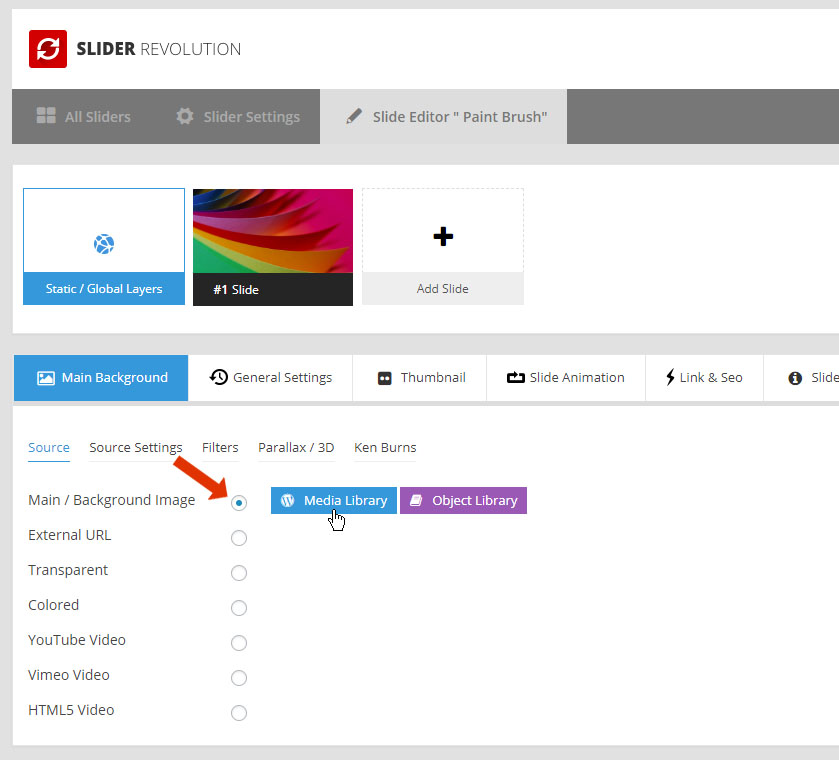 SLIDER REVOLUTION
All Sliders Slider Settings Slide Editor " Paint Brush"
Static / Global Layers #1 Slide Add Slide
Main Background General Settings Thumbnail Slide Animation Link & Seo Slide
Source Source Settings Filters Parallax / 3D Ken Burns
Main / Background Image Media Library Object Library
External URL
Transparent
Colored
YouTube Video
Vimeo Video
HTML5 Video